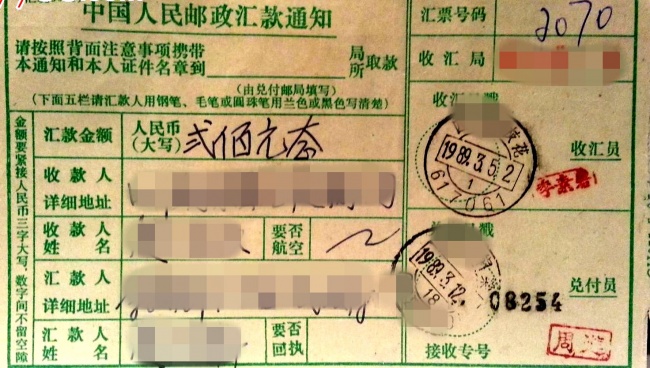 中国人民邮政汇款通知
汇票号码 2070
请按照背面注意事项携带
本通知和本人证件名章到 局所取款
收汇局
(由兑付邮局填写)
(下面五栏请汇款人用钢笔、毛笔或圆珠笔用兰色或黑色写清楚)
金额要紧接人民币三字大写,数字间不留空隙
汇款金额 人民币(大写) 贰佰元
收款人详细地址
收款人姓名 要否航空
汇款人详细地址
汇款人姓名 要否回执
收汇 戳
1989.3.5.2
1
收汇员
戳
1989.3.12
18
兑付员
08254
接收专号
周